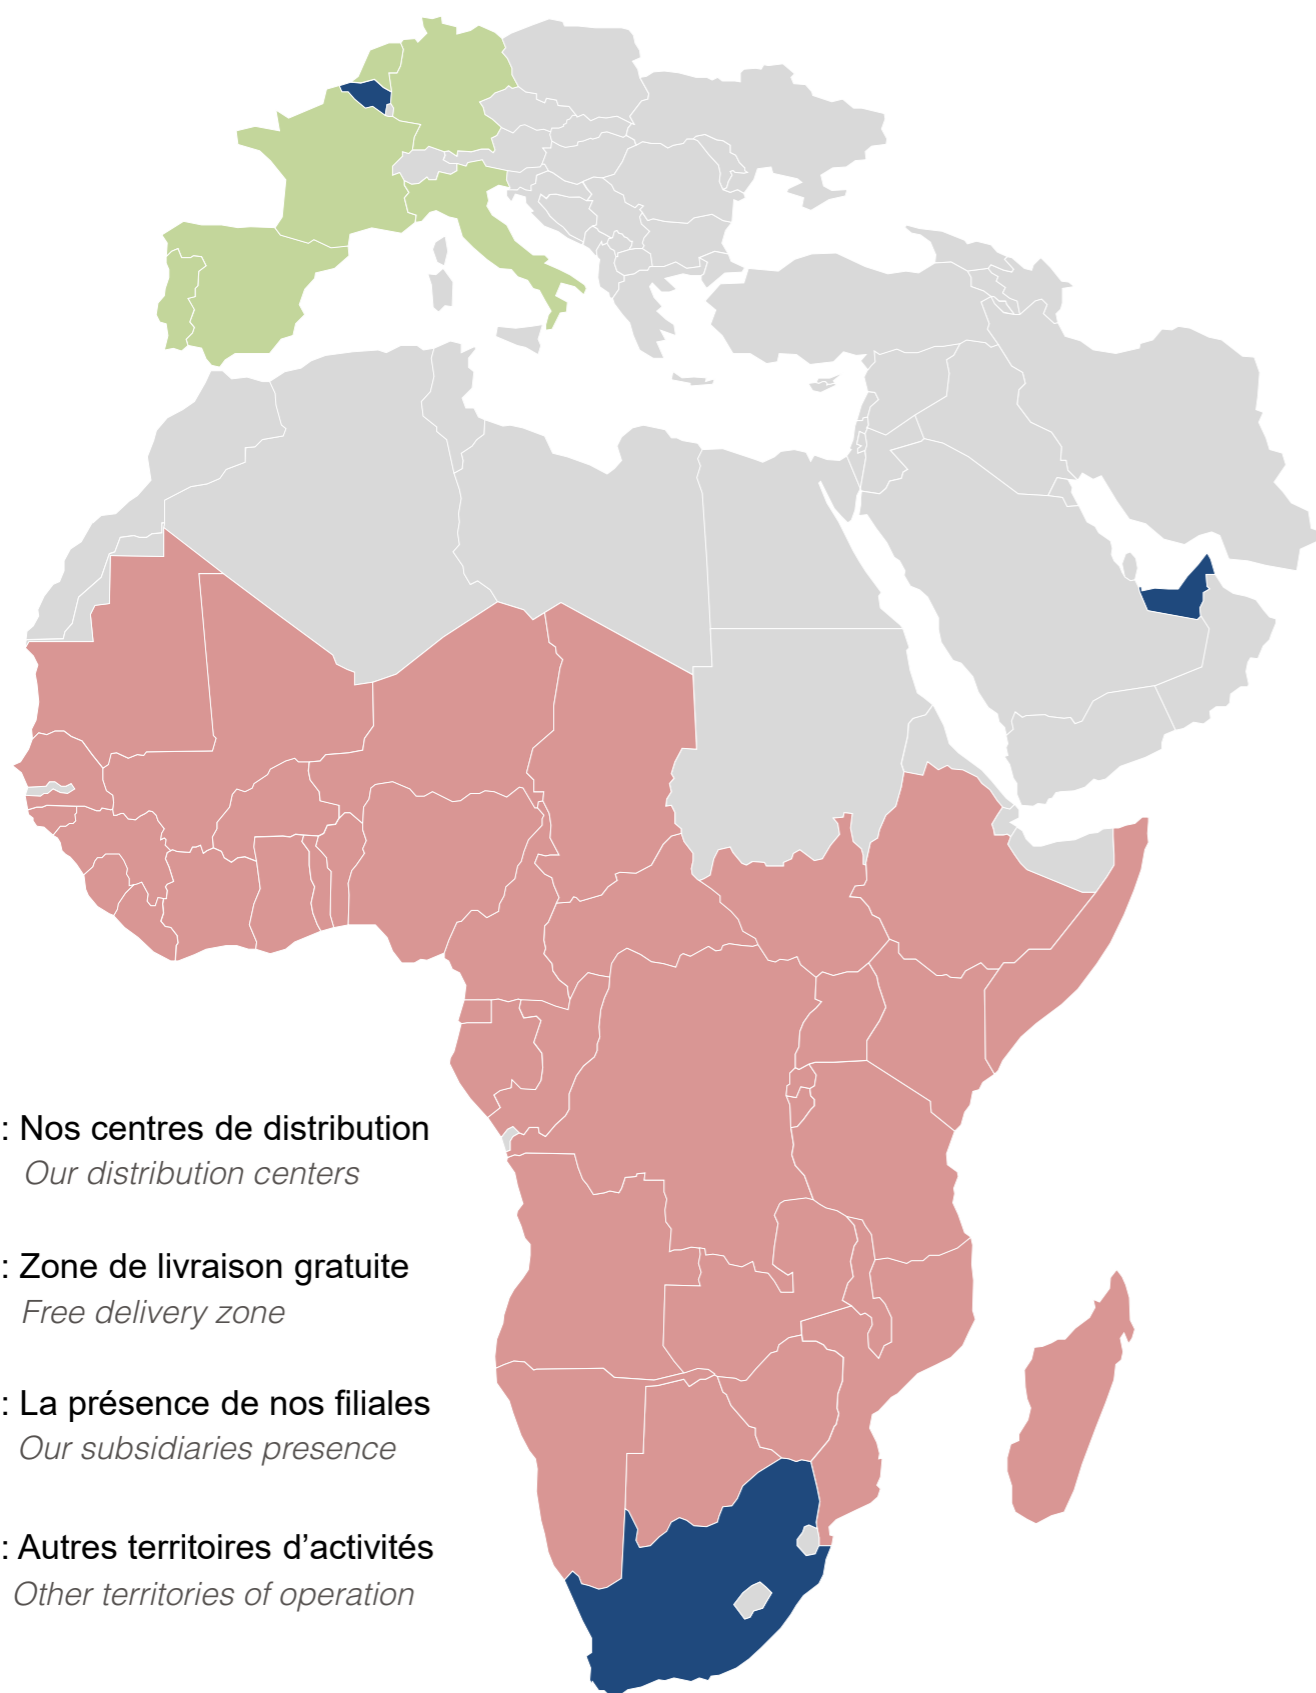 : Nos centres de distribution
Our distribution centers
: Zone de livraison gratuite
Free delivery zone
: La présence de nos filiales
Our subsidiaries presence
: Autres territoires d’activités
Other territories of operation